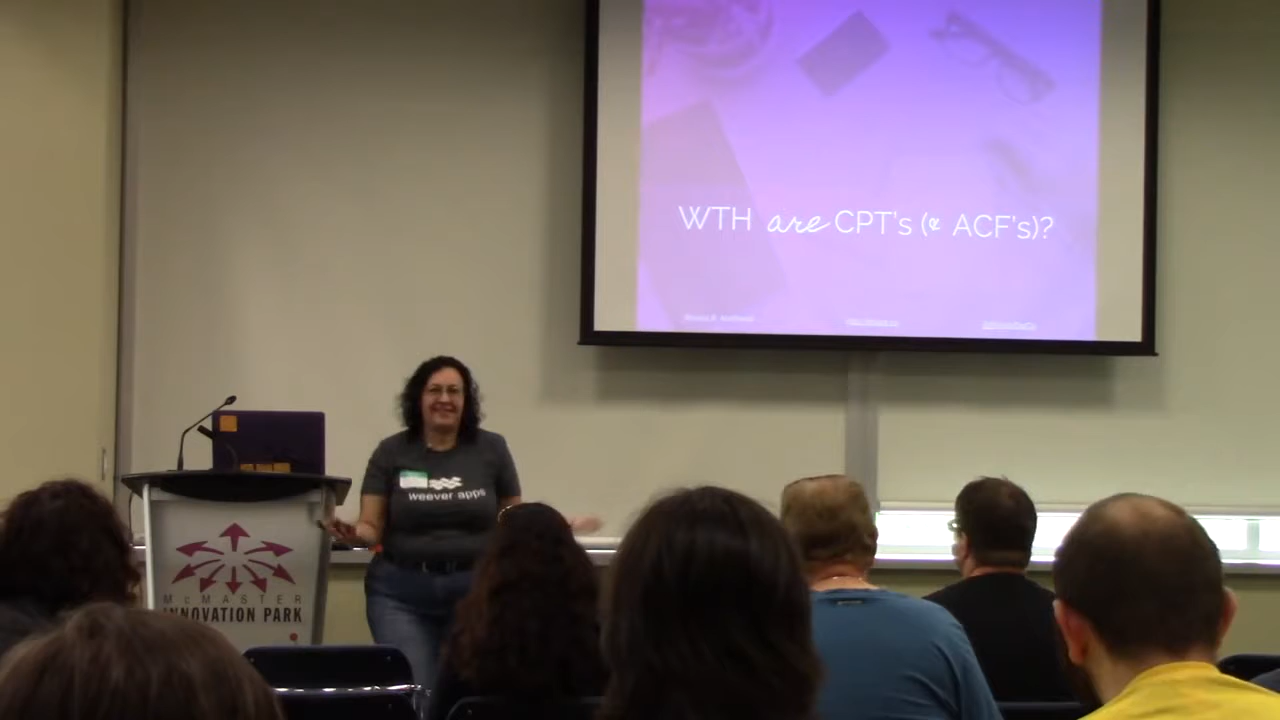 WTH are CPT's (& ACF's)?
weever apps
McMASTER
INNOVATION PARK